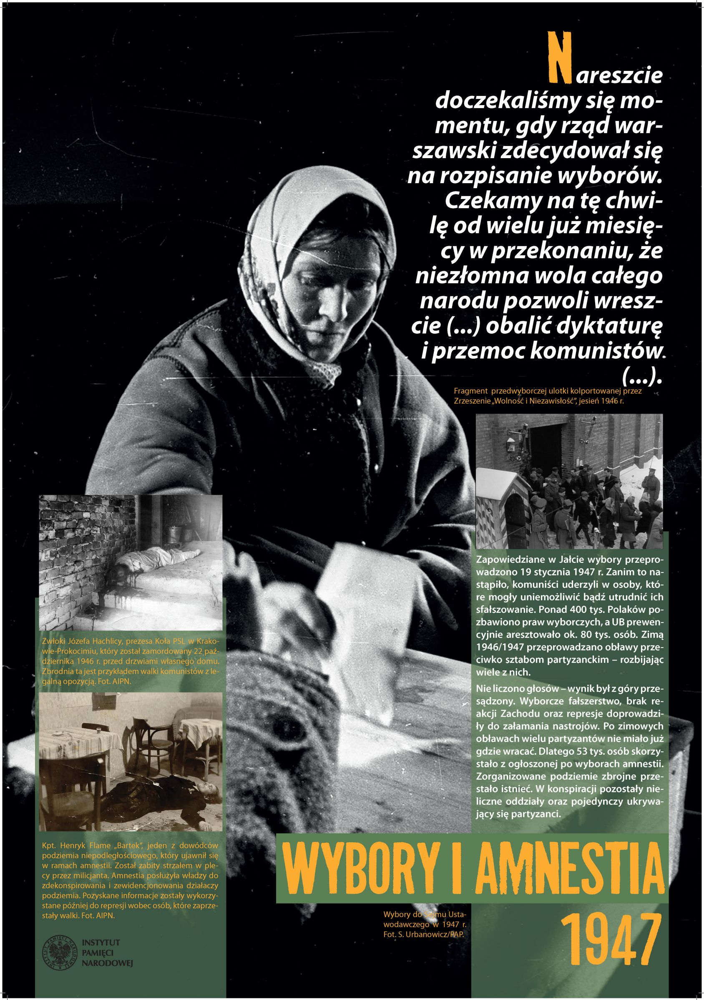 Nareszcie
doczekaliśmy się mo-
mentu, gdy rząd war-
szawski zdecydował się
na rozpisanie wyborów.
Czekamy na tę chwi-
lę od wielu już miesię-
cy w przekonaniu, że
niezłomna wola całego
narodu pozwoli wresz-
cie (...) obalić dyktaturę
i przemoc komunistów
(...).
Fragment przedwyborczej ulotki kolportowanej przez
Zrzeszenie „Wolność i Niezawisłość”, jesień 1946 r.
Zapowiedziane w Jałcie wybory przepro-
wadzono 19 stycznia 1947 r. Zanim to na-
stąpiło, komuniści uderzyli w osoby, któ-
re mogły uniemożliwić bądź utrudnić ich
sfałszowanie. Ponad 400 tys. Polaków po-
zbawiono praw wyborczych, a UB prewen-
cyjnie aresztowało ok. 80 tys. osób. Zimą
1946/1947 przeprowadzano obławy prze-
ciwko sztabom partyzanckim – rozbijając
wiele z nich.
Nie liczono głosów – wynik był z góry prze-
sądzony. Wyborcze fałszerstwo, brak re-
akcji Zachodu oraz represje doprowadzi-
ły do załamania nastrojów. Po zimowych
obławach wielu partyzantów nie miało już
gdzie wracać. Dlatego 53 tys. osób skorzy-
stało z ogłoszonej po wyborach amnestii.
Zorganizowane podziemie zbrojne prze-
stało istnieć. W konspiracji pozostały nie-
liczne oddziały oraz pojedynczy ukrywa-
jący się partyzanci.
Zwłoki Józefa Hachlicy, prezesa Koła PSL w Krako-
wie-Prokocimiu, który został zamordowany 22 paź-
dziernika 1946 r. przed drzwiami własnego domu.
Zbrodnia ta jest przykładem walki komunistów z le-
galną opozycją. Fot. AIPN.
Kpt. Henryk Flame „Bartek”, jeden z dowódców
podziemia niepodległościowego, który ujawnił się
w ramach amnestii. Został zabity strzałem w ple-
cy przez milicjanta. Amnestia posłużyła władzy do
zdekonspirowania i zewidencjonowania działaczy
podziemia. Pozyskane informacje zostały wykorzy-
stane później do represji wobec osób, które zaprze-
stały walki. Fot. AIPN.
WYBORY I AMNESTIA
1947
Wybory do Sejmu Usta-
wodawczego w 1947 r.
Fot. S. Urbanowicz/PAP.
INSTYTUT PAMIĘCI NARODOWEJ
INSTYTUT
PAMIĘCI
NARODOWEJ